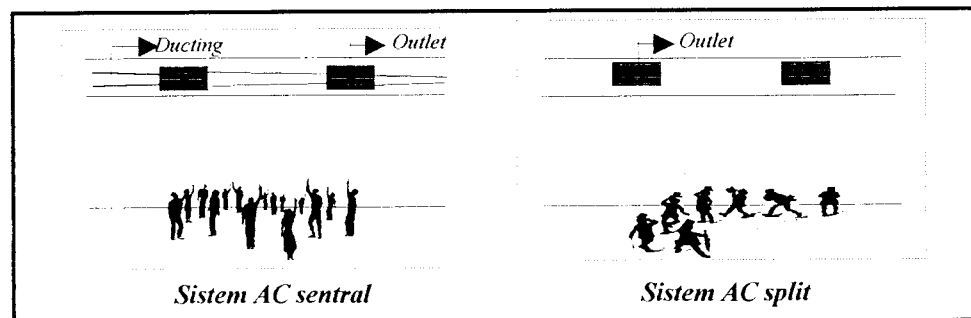 Ducting
Outlet
Outlet
Sistem AC sentral
Sistem AC split